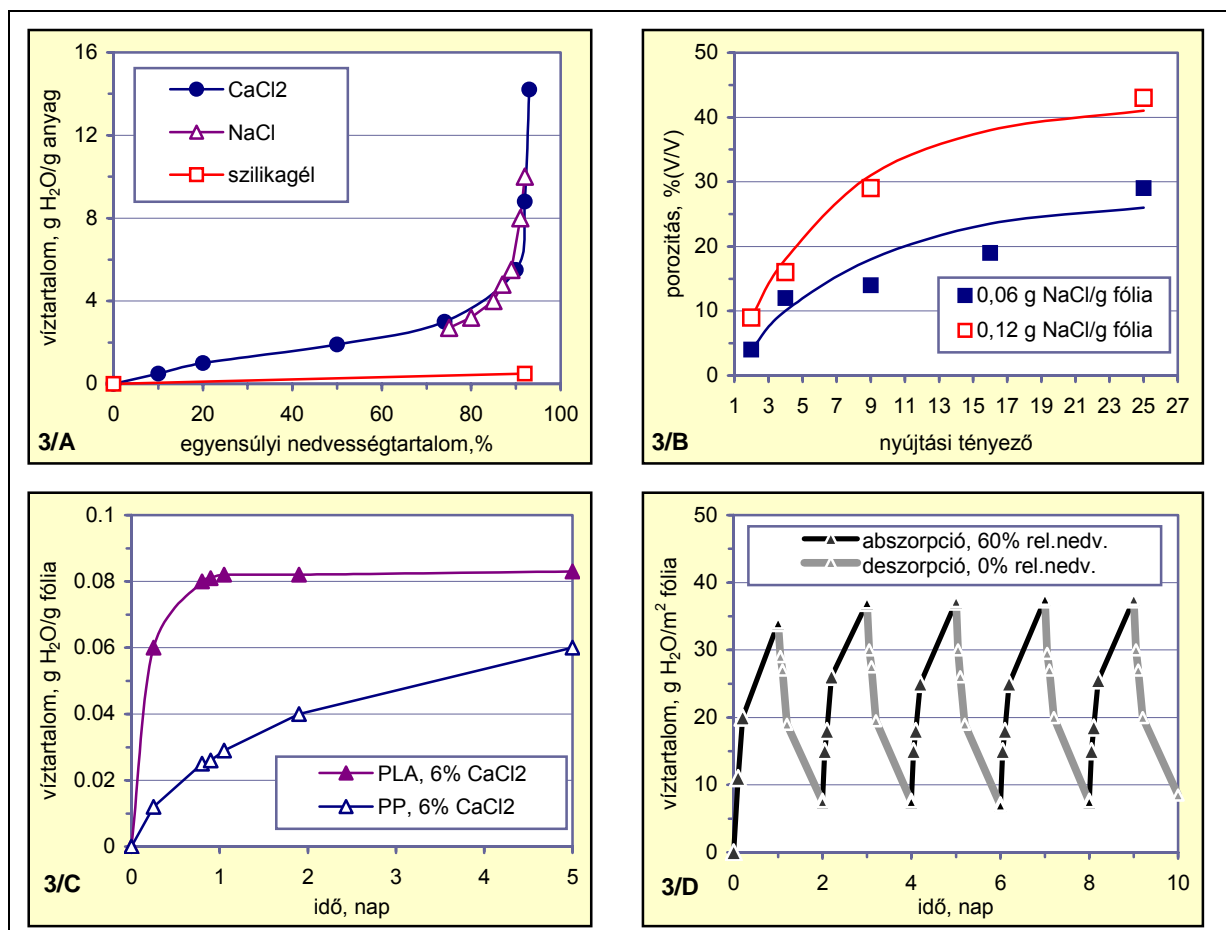 16
12
8
4
0
víztartalom, g H₂O/g anyag
CaCl2
NaCl
szilikagél
0 20 40 60 80 100
egyensúlyi nedvességtartalom,%
3/A
50
40
30
20
10
0
porozitás, %(V/V)
0,06 g NaCl/g fólia
0,12 g NaCl/g fólia
1 3 5 7 9 11 13 15 17 19 21 23 25 27
nyújtási tényező
3/B
0.1
0.08
0.06
0.04
0.02
0
víztartalom, g H₂O/g fólia
PLA, 6% CaCl2
PP, 6% CaCl2
0 1 2 3 4 5
idő, nap
3/C
50
40
30
20
10
0
víztartalom, g H₂O/m² fólia
abszorpció, 60% rel.nedv.
deszorpció, 0% rel.nedv.
0 2 4 6 8 10
idő, nap
3/D